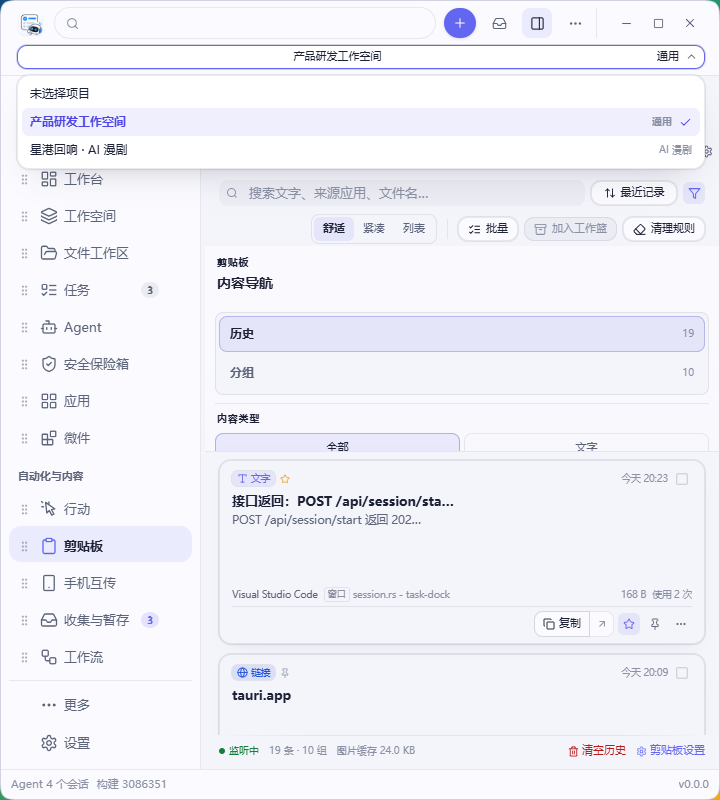 产品研发工作空间 通用
未选择项目
产品研发工作空间 通用
星港回响 · AI 漫剧 AI 漫剧
工作台
工作空间
文件工作区
任务 3
Agent
安全保险箱
应用
微件
自动化与内容
行动
剪贴板
手机互传
收集与暂存 3
工作流
更多
设置
搜索文字、来源应用、文件名... 最近记录
舒适 紧凑 列表 批量 加入工作篮 清理规则
剪贴板
内容导航
历史 19
分组 10
内容类型
全部 文字
文字 今天 20:23
接口返回：POST /api/session/sta...
POST /api/session/start 返回 202...
Visual Studio Code 窗口 session.rs - task-dock 168 B 使用 2 次
复制
链接 今天 20:09
tauri.app
监听中 19 条 · 10 组 图片缓存 24.0 KB 清空历史 剪贴板设置
Agent 4 个会话 构建 3086351 v0.0.0